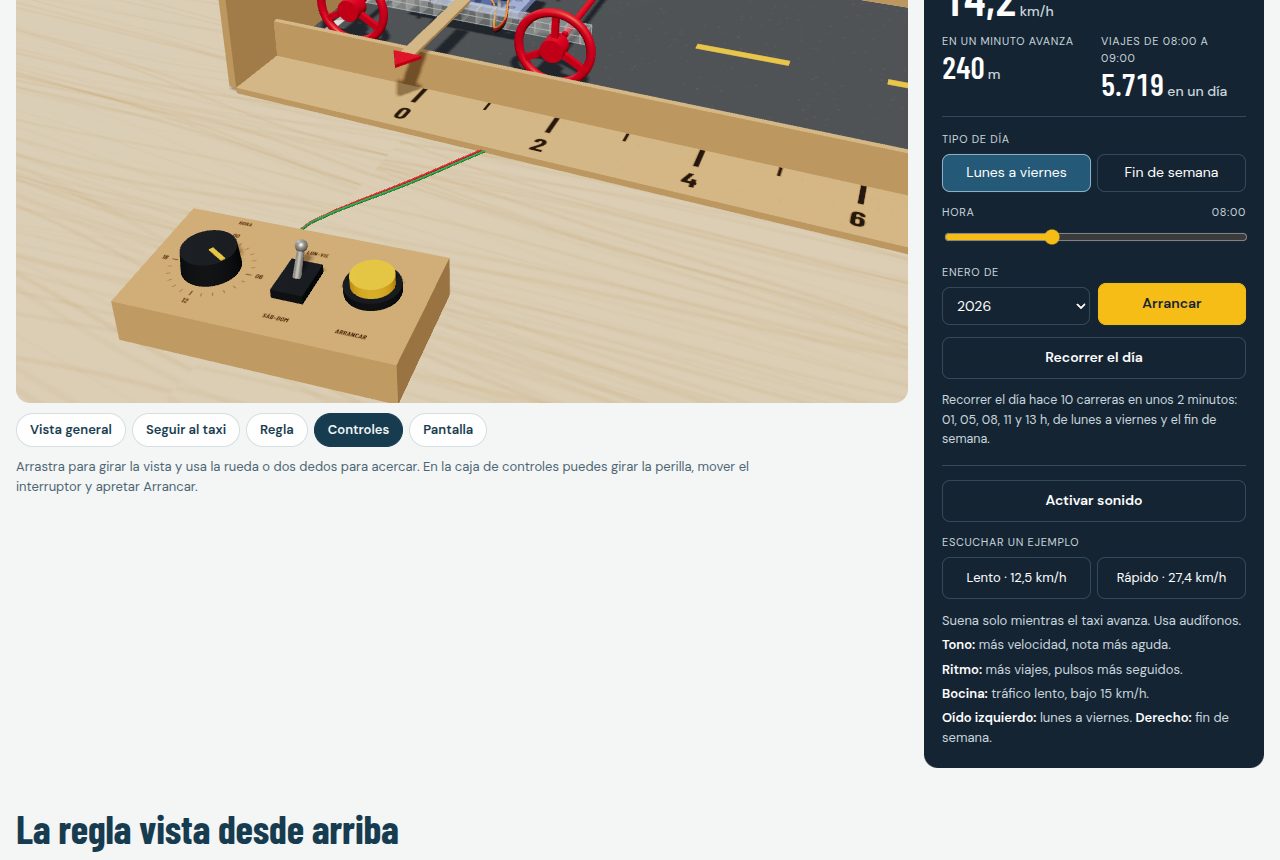 14,2 km/h
EN UN MINUTO AVANZA
240 m
VIAJES DE 08:00 A
09:00
5.719 en un día
TIPO DE DÍA
Lunes a viernes
Fin de semana
HORA
08:00
ENERO DE
2026
Arrancar
Recorrer el día
Recorrer el día hace 10 carreras en unos 2 minutos:
01, 05, 08, 11 y 13 h, de lunes a viernes y el fin de
semana.
Activar sonido
ESCUCHAR UN EJEMPLO
Lento · 12,5 km/h
Rápido · 27,4 km/h
Suena solo mientras el taxi avanza. Usa audífonos.
Tono: más velocidad, nota más aguda.
Ritmo: más viajes, pulsos más seguidos.
Bocina: tráfico lento, bajo 15 km/h.
Oído izquierdo: lunes a viernes. Derecho: fin de
semana.
0
2
4
6
HORA
00
06
12
18
LUN-VIE
SÁB-DOM
ARRANCAR
Vista general
Seguir al taxi
Regla
Controles
Pantalla
Arrastra para girar la vista y usa la rueda o dos dedos para acercar. En la caja de controles puedes girar la perilla, mover el
interruptor y apretar Arrancar.
La regla vista desde arriba